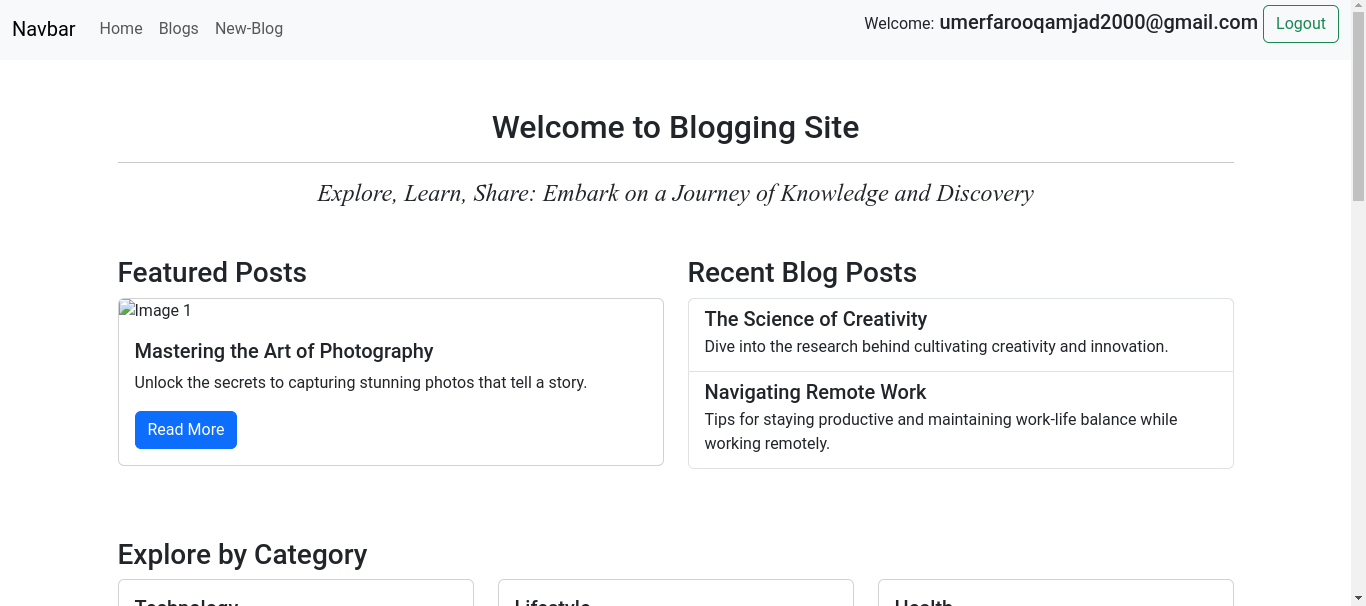 Navbar Home Blogs New-Blog Welcome: umerfarooqamjad2000@gmail.com Logout
Welcome to Blogging Site
Explore, Learn, Share: Embark on a Journey of Knowledge and Discovery
Featured Posts
Image 1
Mastering the Art of Photography
Unlock the secrets to capturing stunning photos that tell a story.
Read More
Recent Blog Posts
The Science of Creativity
Dive into the research behind cultivating creativity and innovation.
Navigating Remote Work
Tips for staying productive and maintaining work-life balance while
working remotely.
Explore by Category
Technology
Lifestyle
Health